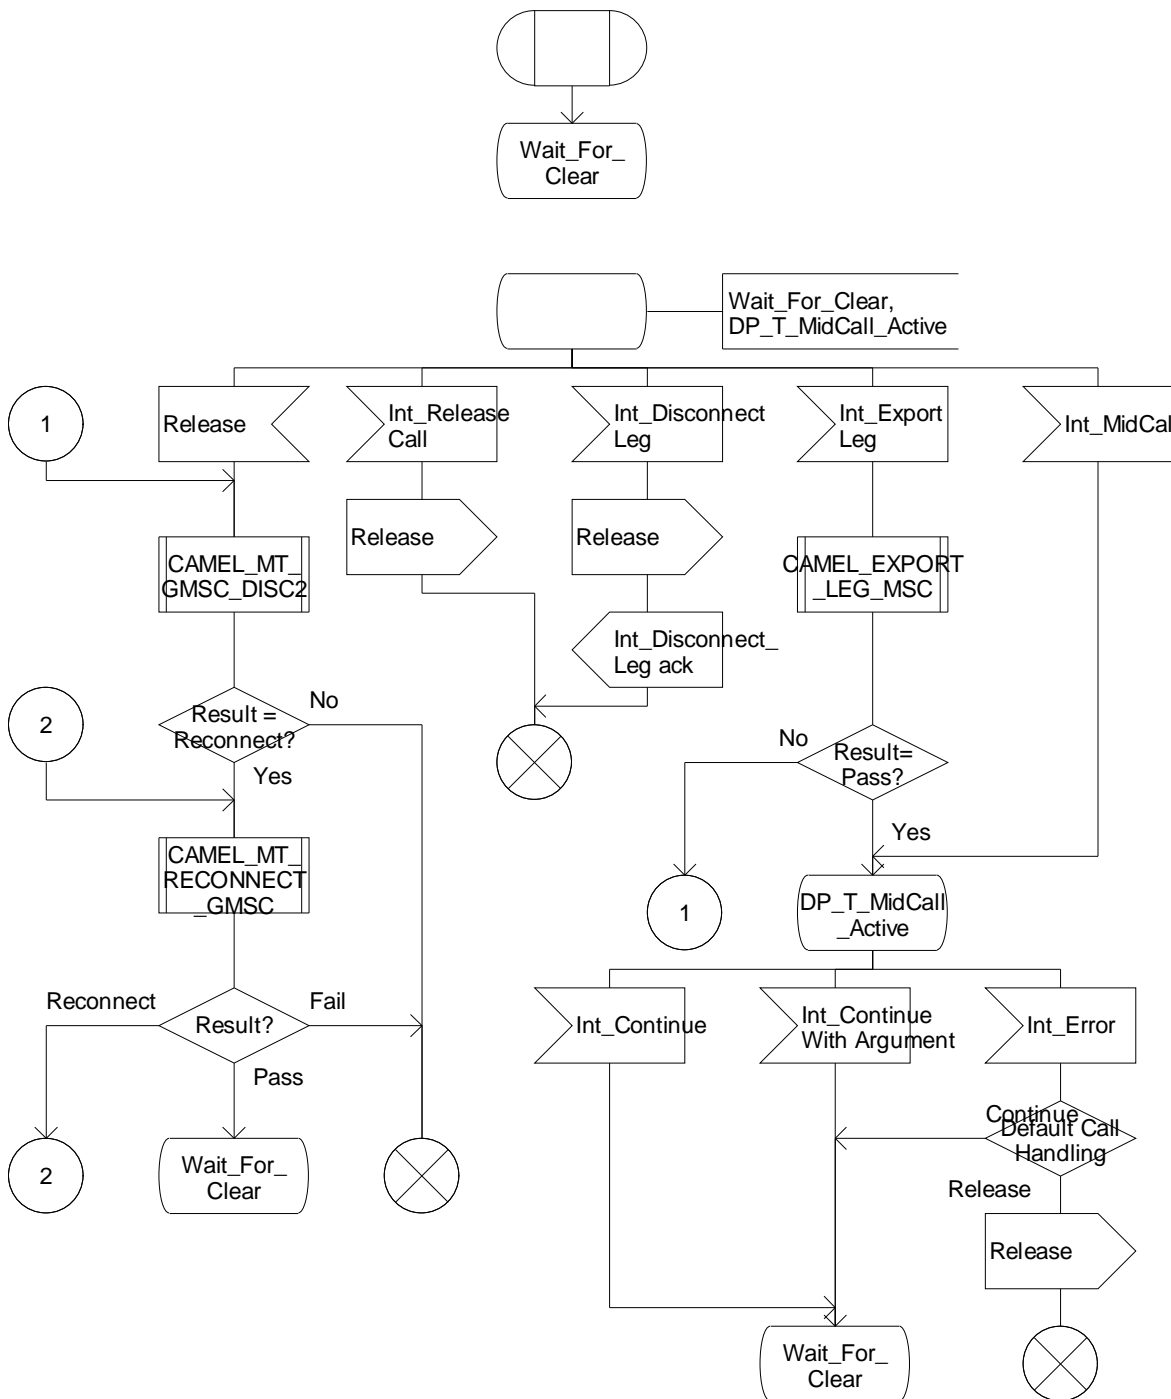 Wait_For_
Clear
Wait_For_Clear,
DP_T_MidCall_Active
1
Release
Int_Release
Call
Int_Disconnect
Leg
Int_Export
Leg
Int_MidCal
Release
Release
CAMEL_MT_
GMSC_DISC2
CAMEL_EXPORT
_LEG_MSC
Int_Disconnect_
Leg ack
2
Result =
Reconnect?
No
Yes
No
Result=
Pass?
Yes
CAMEL_MT_
RECONNECT
_GMSC
1
DP_T_MidCall
_Active
Reconnect
Result?
Fail
Pass
Int_Continue
Int_Continue
With Argument
Int_Error
Continue
Default Call
Handling
2
Wait_For_
Clear
Release
Release
Wait_For_
Clear